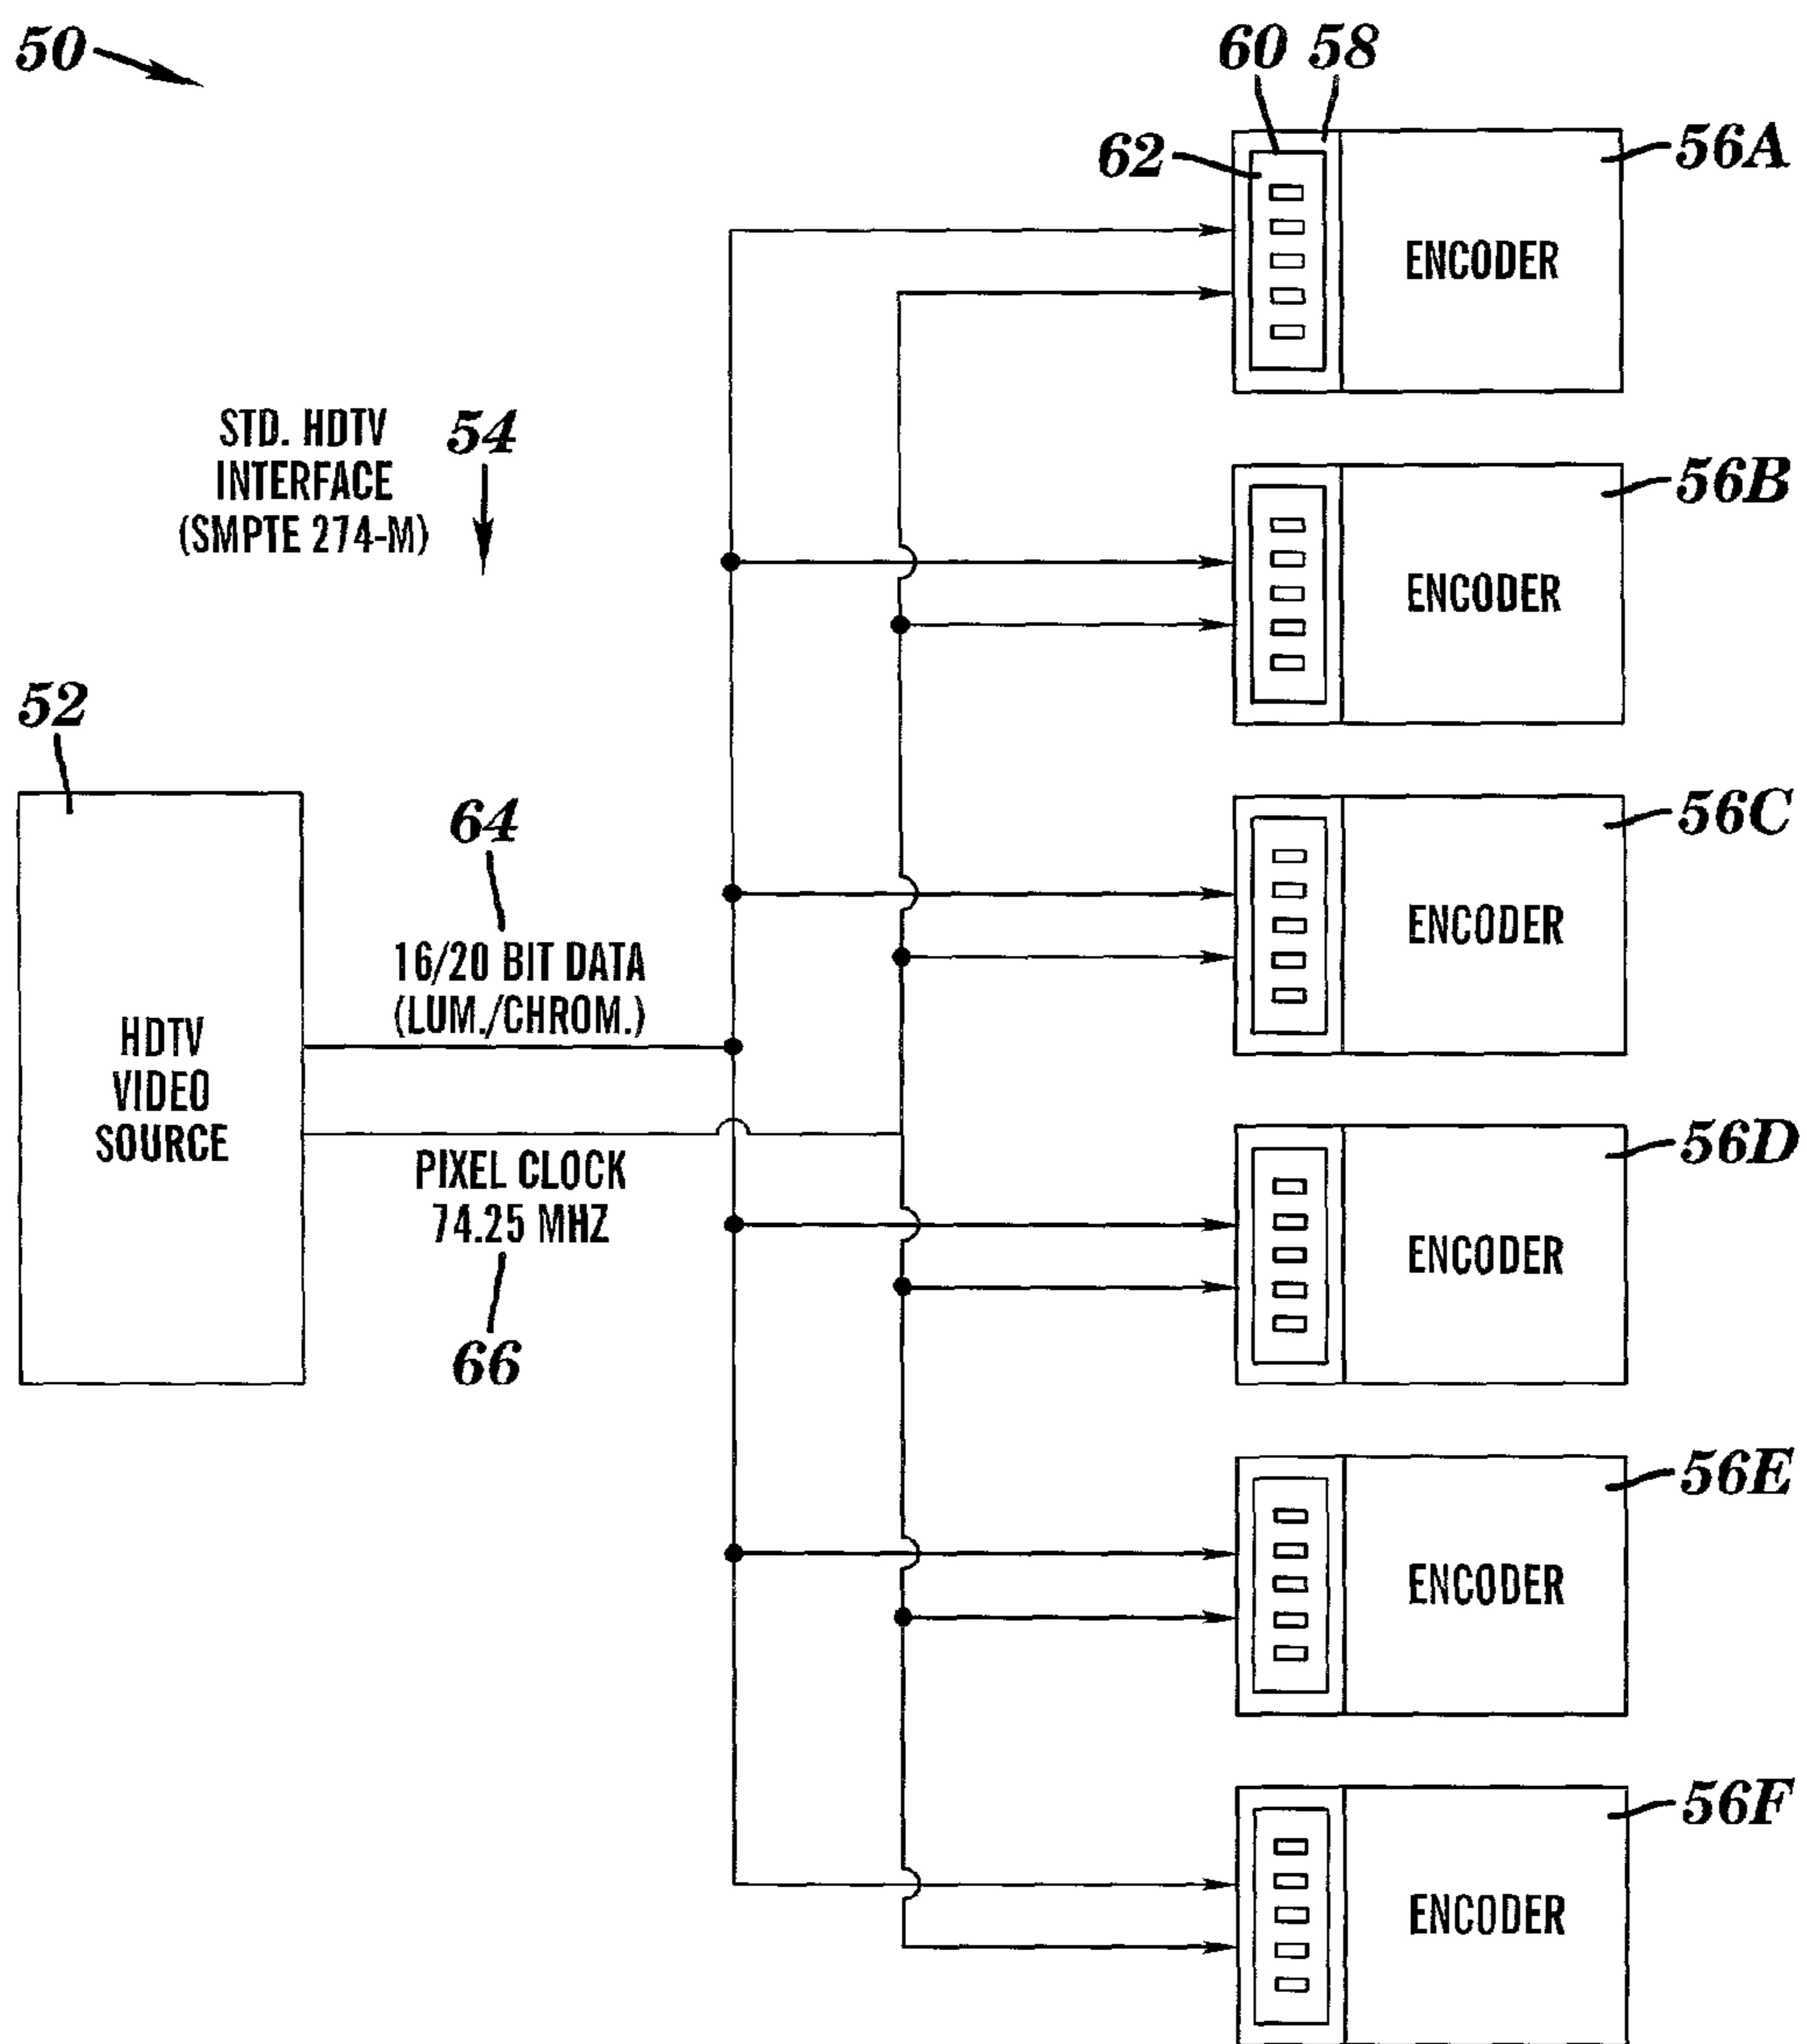 50
60 58
62
56A
ENCODER
STD. HDTV
INTERFACE
(SMPTE 274-M)
54
56B
ENCODER
52
64
56C
ENCODER
16/20 BIT DATA
(LUM./CHROM.)
HDTV
VIDEO
SOURCE
PIXEL CLOCK
74.25 MHZ
66
56D
ENCODER
56E
ENCODER
56F
ENCODER